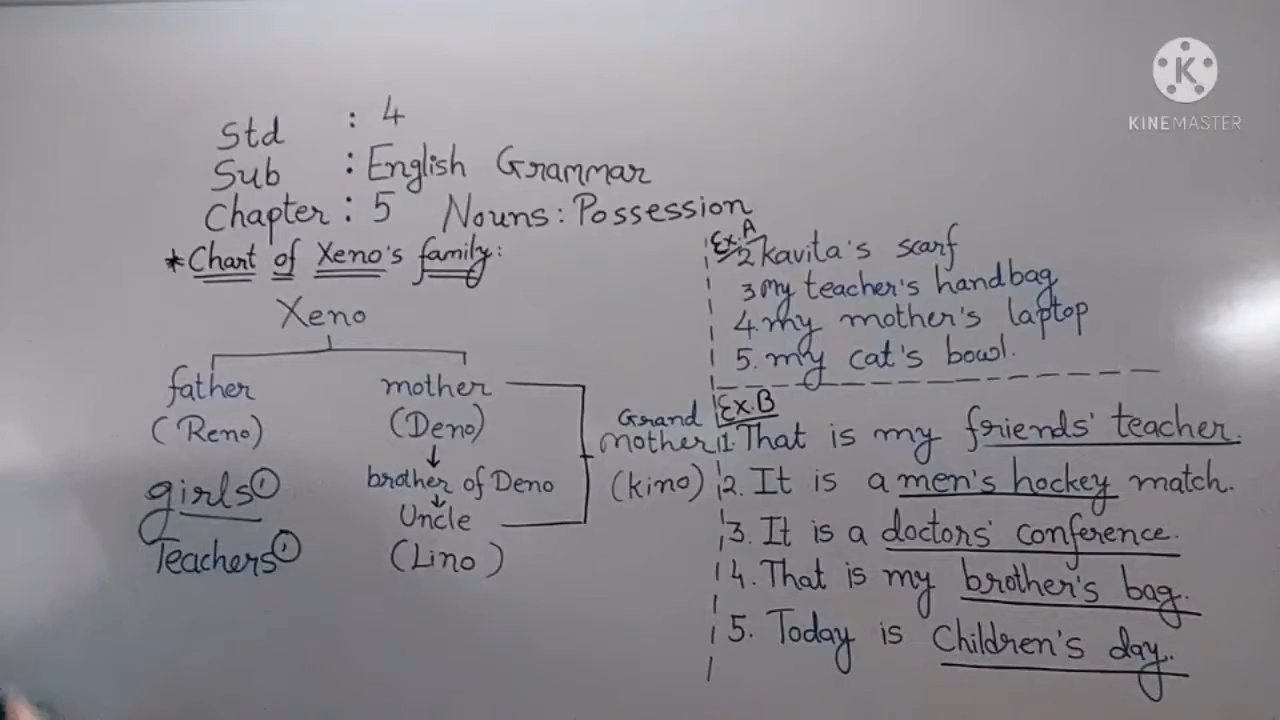 KINEMASTER
Std : 4
Sub : English Grammar
Chapter : 5 Nouns: Possession
*Chart of Xeno's family:
Xeno
father mother
(Reno) (Deno)
brother of Deno
Uncle
(Lino)
Grand
mother
(kino)
girls'
Teachers'
Ex.A
2 kavita's scarf
3 my teacher's handbag
4. my mother's laptop
5. my cat's bowl.
Ex.B
1. That is my friends' teacher.
2. It is a men's hockey match.
3. It is a doctors' conference.
4. That is my brother's bag.
5. Today is Children's day.